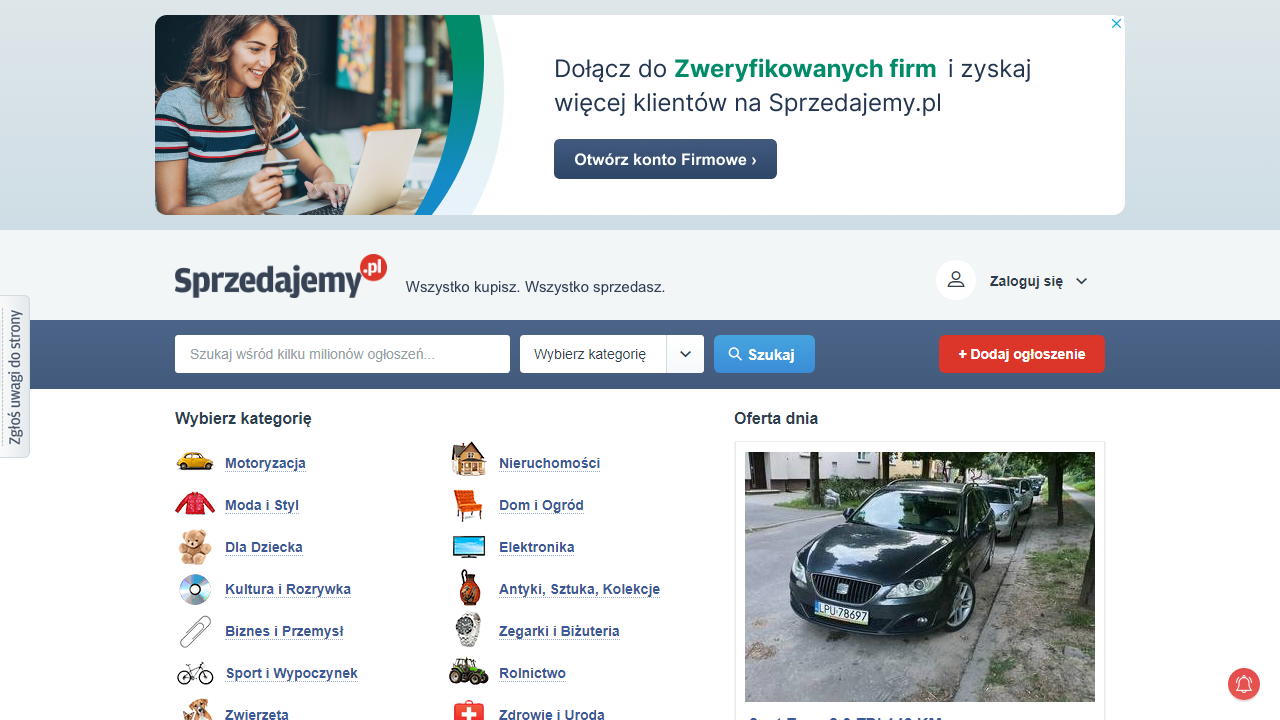 Dołącz do Zweryfikowanych firm i zyskaj
więcej klientów na Sprzedajemy.pl
Otwórz konto Firmowe ›
Sprzedajemy.pl
Wszystko kupisz. Wszystko sprzedasz.
Zaloguj się
Zgłoś uwagi do strony
Szukaj wśród kilku milionów ogłoszeń...
Wybierz kategorię
Szukaj
+ Dodaj ogłoszenie
Wybierz kategorię
Motoryzacja
Nieruchomości
Moda i Styl
Dom i Ogród
Dla Dziecka
Elektronika
Kultura i Rozrywka
Antyki, Sztuka, Kolekcje
Biznes i Przemysł
Zegarki i Biżuteria
Sport i Wypoczynek
Rolnictwo
Zwierzęta
Zdrowie i Uroda
Oferta dnia
LPU 78697